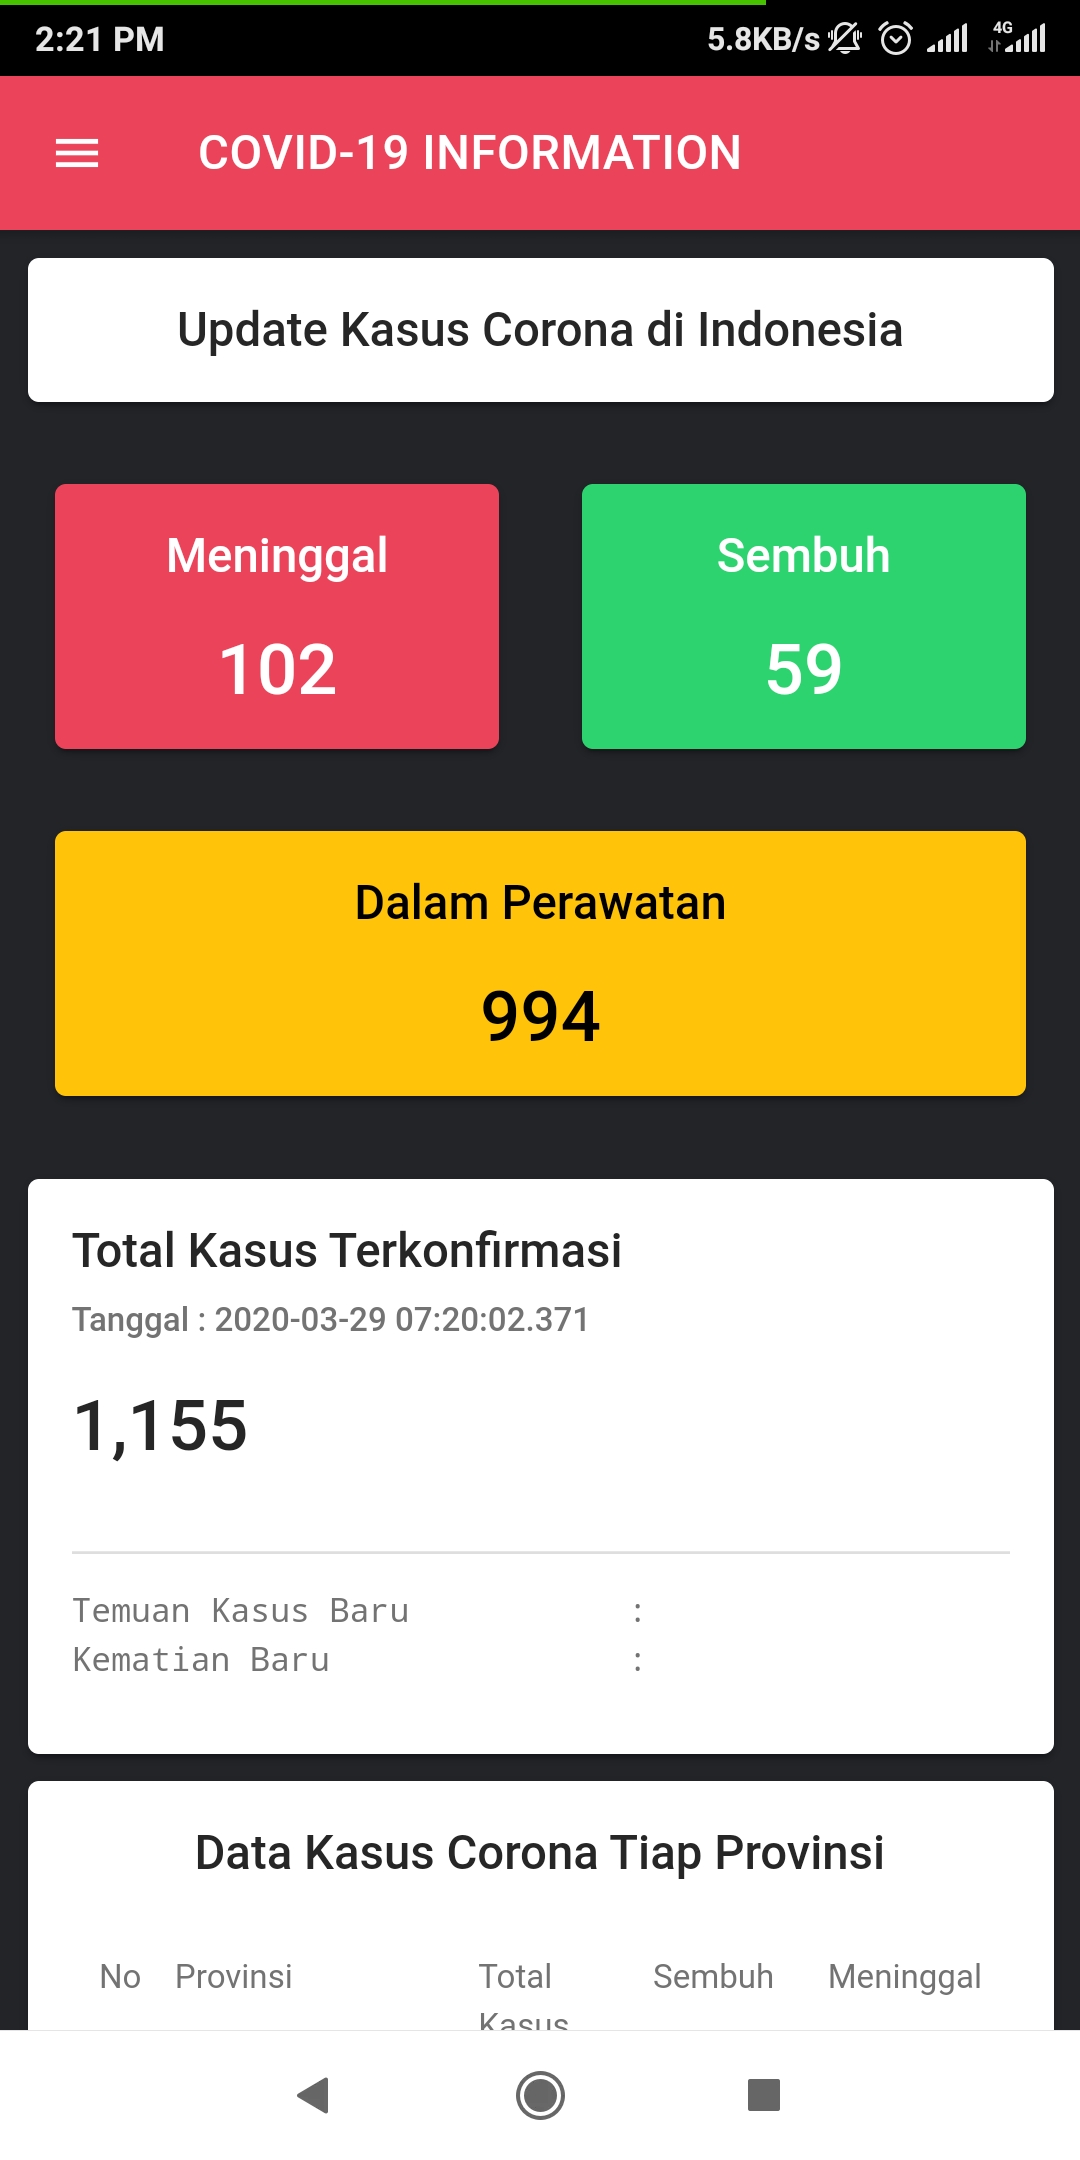 2:21 PM
5.8KB/s
4G
COVID-19 INFORMATION
Update Kasus Corona di Indonesia
Meninggal
102
Sembuh
59
Dalam Perawatan
994
Total Kasus Terkonfirmasi
Tanggal : 2020-03-29 07:20:02.371
1,155
Temuan Kasus Baru :
Kematian Baru :
Data Kasus Corona Tiap Provinsi
No Provinsi Total Sembuh Meninggal
Kasus